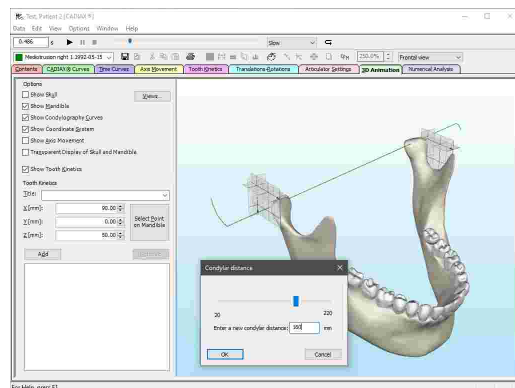 Test, Patient 2 [CADIAX ®]
Data Edit View Options Window Help
0.486 s Slow
Mediotrusion right 1.1992-05-15 250.0% Frontal view
Contents CADIAX® Curves Time Curves Axis Movement Tooth Kinetics Translations-Rotations Articulator Settings 3D Animation Numerical Analysis
Options
Show Skull Views...
Show Mandible
Show Condylography Curves
Show Coordinate System
Show Axis Movement
Transparent Display of Skull and Mandible
Show Tooth Kinetics
Tooth Kinetics
Title:
X [mm]: 90.00
Y [mm]: 0.00 Select Point on Mandible
Z [mm]: 50.00
Add
Condylar distance
20 220
Enter a new condylar distance: 160 mm
OK Cancel
For Help, press F1